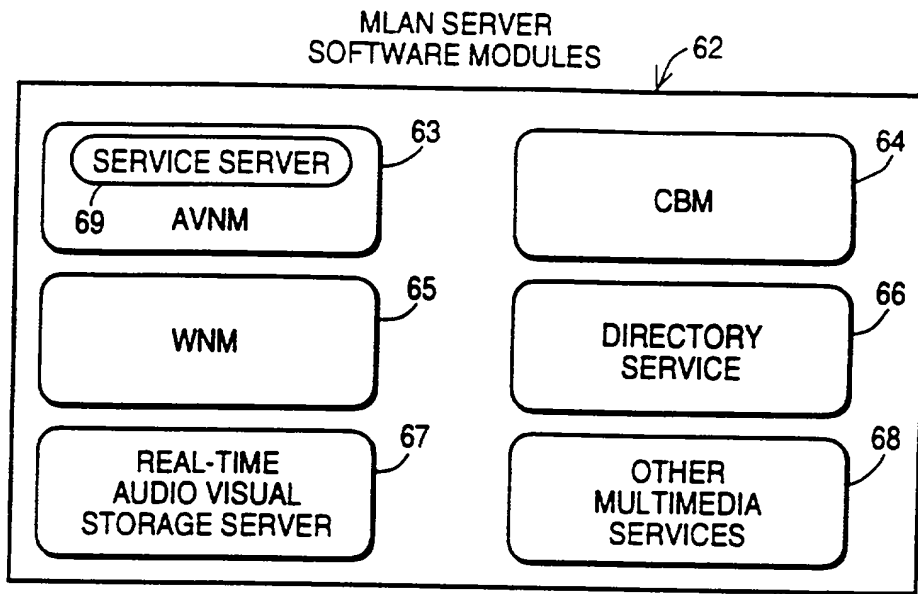 MLAN SERVER
SOFTWARE MODULES
62
SERVICE SERVER
63
69
AVNM
CBM
64
WNM
65
DIRECTORY
SERVICE
66
REAL-TIME
AUDIO VISUAL
STORAGE SERVER
67
OTHER
MULTIMEDIA
SERVICES
68